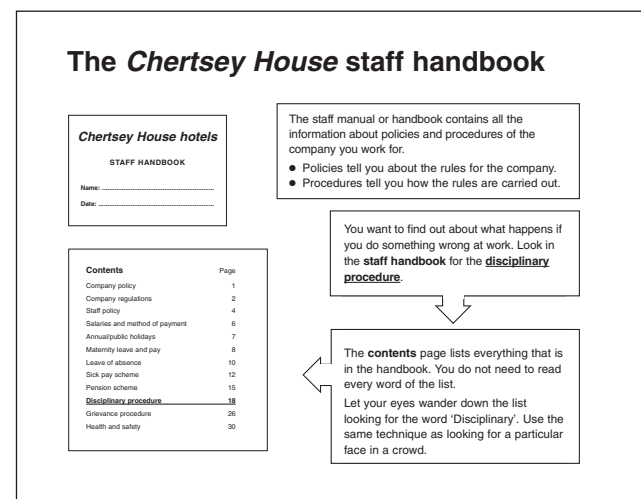 The Chertsey House staff handbook
Chertsey House hotels
STAFF HANDBOOK
Name: ................................................................
Date: ................................................................
The staff manual or handbook contains all the
information about policies and procedures of the
company you work for.
● Policies tell you about the rules for the company.
● Procedures tell you how the rules are carried out.
You want to find out about what happens if
you do something wrong at work. Look in
the staff handbook for the disciplinary
procedure.
Contents Page
Company policy 1
Company regulations 2
Staff policy 4
Salaries and method of payment 6
Annual/public holidays 7
Maternity leave and pay 8
Leave of absence 10
Sick pay scheme 12
Pension scheme 15
Disciplinary procedure 18
Grievance procedure 26
Health and safety 30
The contents page lists everything that is
in the handbook. You do not need to read
every word of the list.
Let your eyes wander down the list
looking for the word ‘Disciplinary’. Use the
same technique as looking for a particular
face in a crowd.